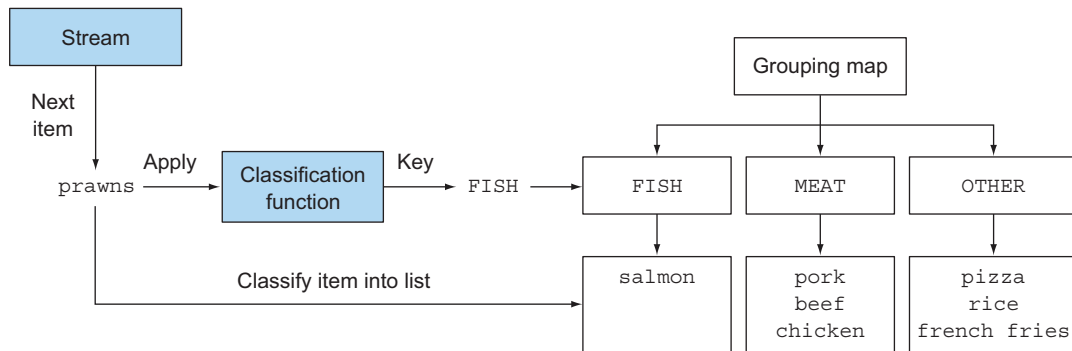 Stream
Grouping map
Next
item
Apply
Key
prawns
Classification
function
FISH
FISH
MEAT
OTHER
Classify item into list
salmon
pork
beef
chicken
pizza
rice
french fries